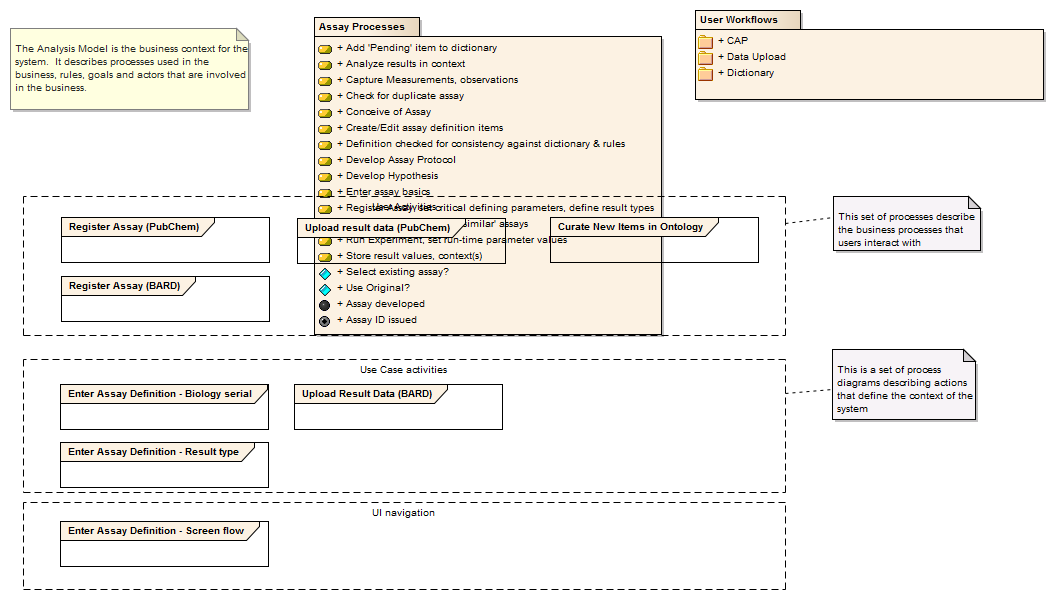 The Analysis Model is the business context for the
system.  It describes processes used in the
business, rules, goals and actors that are involved
in the business.
Assay Processes
+ Add 'Pending' item to dictionary
+ Analyze results in context
+ Capture Measurements, observations
+ Check for duplicate assay
+ Conceive of Assay
+ Create/Edit assay definition items
+ Definition checked for consistency against dictionary & rules
+ Develop Assay Protocol
+ Develop Hypothesis
+ Enter assay basics
+ Register Assay, set critical defining parameters, define result types
'Similar' assays
+ Run Experiment, set run-time parameter values
+ Store result values, context(s)
+ Select existing assay?
+ Use Original?
+ Assay developed
+ Assay ID issued
User Workflows
+ CAP
+ Data Upload
+ Dictionary
User Activities
Register Assay (PubChem)
Upload result data (PubChem)
Curate New Items in Ontology
Register Assay (BARD)
This set of processes describe
the business processes that
users interact with
Use Case activities
Enter Assay Definition - Biology serial
Upload Result Data (BARD)
Enter Assay Definition - Result type
This is a set of process
diagrams describing actions
that define the context of the
system
UI navigation
Enter Assay Definition - Screen flow